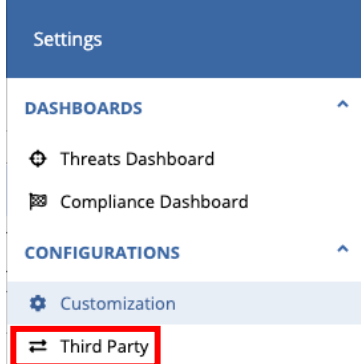 Settings
DASHBOARDS
Threats Dashboard
Compliance Dashboard
CONFIGURATIONS
Customization
Third Party